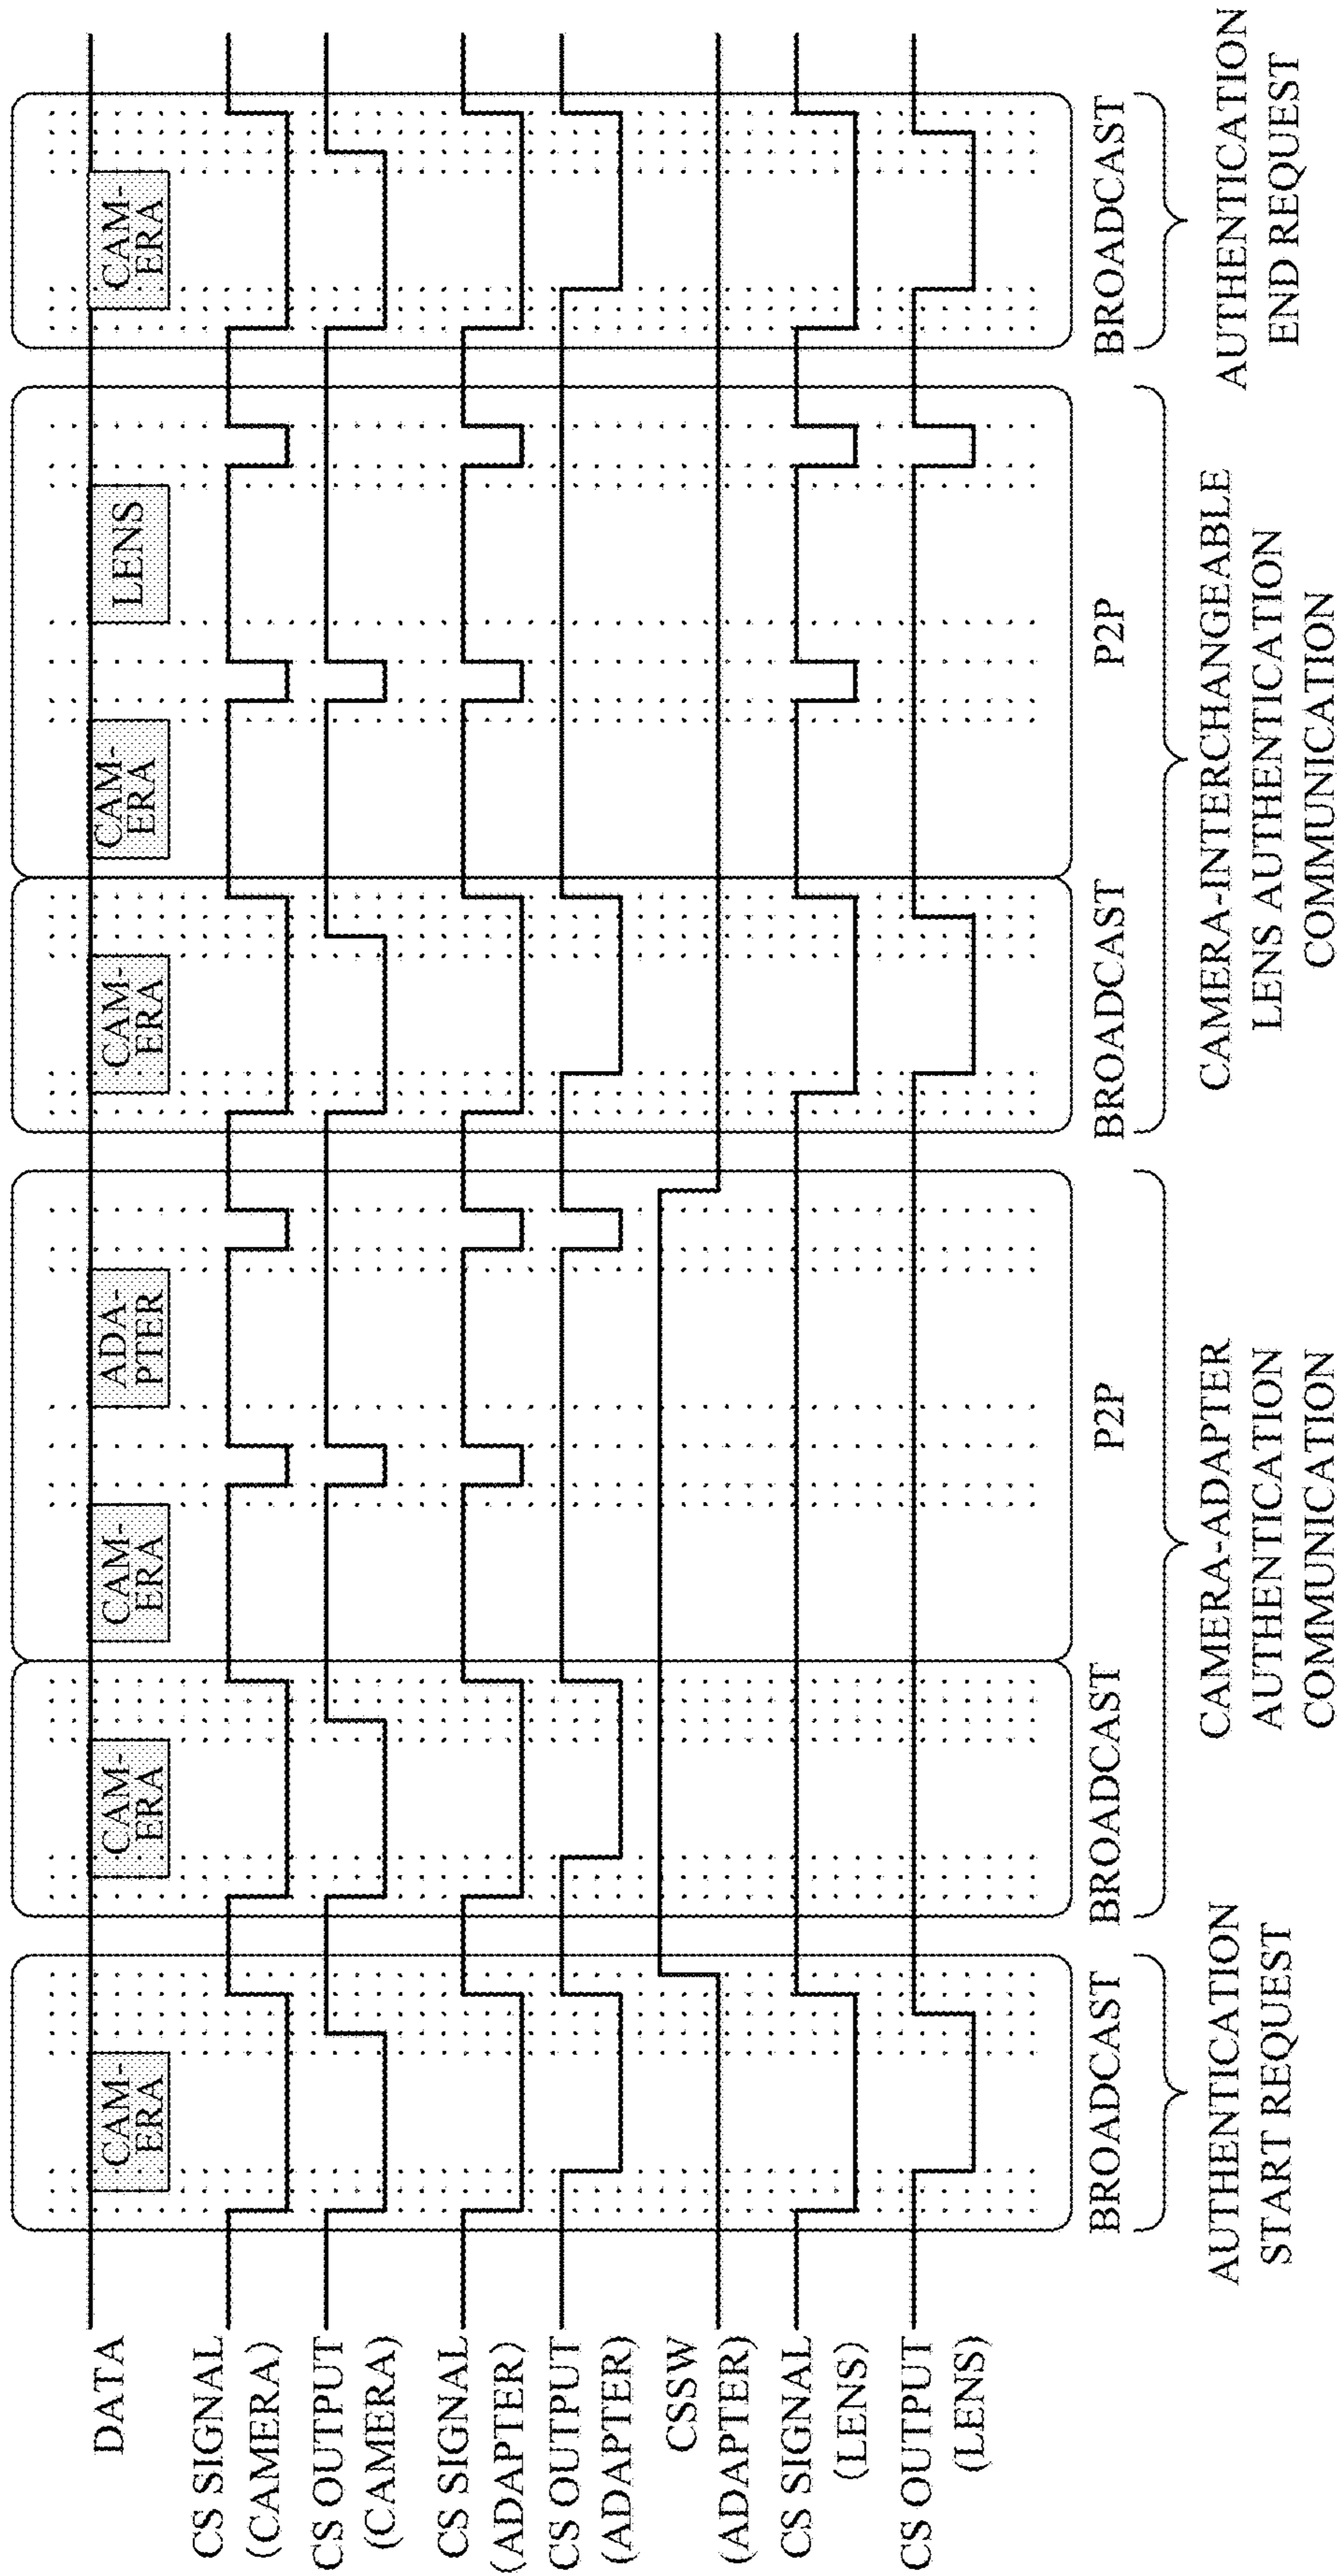 DATA
CS SIGNAL
(CAMERA)
CS OUTPUT
(CAMERA)
CS SIGNAL
(ADAPTER)
CS OUTPUT
(ADAPTER)
CSSW
(ADAPTER)
CS SIGNAL
(LENS)
CS OUTPUT
(LENS)
CAM-
ERA
CAM-
ERA
CAM-
ERA
ADA-
PTER
CAM-
ERA
CAM-
ERA
LENS
CAM-
ERA
BROADCAST
BROADCAST
P2P
BROADCAST
P2P
BROADCAST
AUTHENTICATION
START REQUEST
CAMERA-ADAPTER
AUTHENTICATION
COMMUNICATION
CAMERA-INTERCHANGEABLE
LENS AUTHENTICATION
COMMUNICATION
AUTHENTICATION
END REQUEST